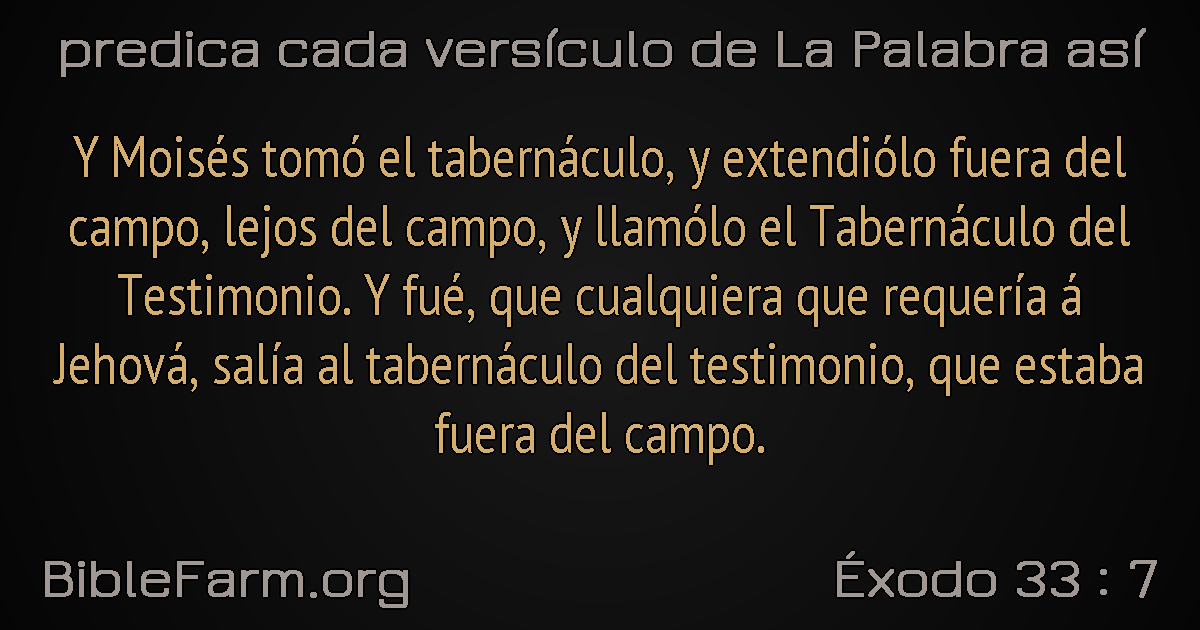 predica cada versículo de La Palabra así
Y Moisés tomó el tabernáculo, y extendiólo fuera del
campo, lejos del campo, y llamólo el Tabernáculo del
Testimonio. Y fué, que cualquiera que requería á
Jehová, salía al tabernáculo del testimonio, que estaba
fuera del campo.
BibleFarm.org
Éxodo 33 : 7